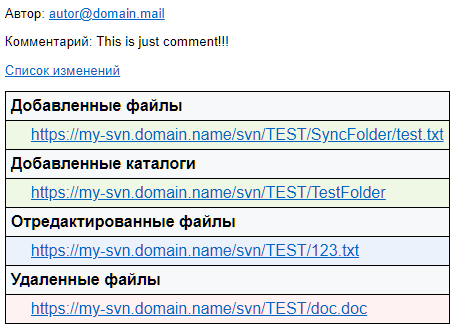 Автор: autor@domain.mail
Комментарий: This is just comment!!!
Список изменений
Добавленные файлы
https://my-svn.domain.name/svn/TEST/SyncFolder/test.txt
Добавленные каталоги
https://my-svn.domain.name/svn/TEST/TestFolder
Отредактированные файлы
https://my-svn.domain.name/svn/TEST/123.txt
Удаленные файлы
https://my-svn.domain.name/svn/TEST/doc.doc